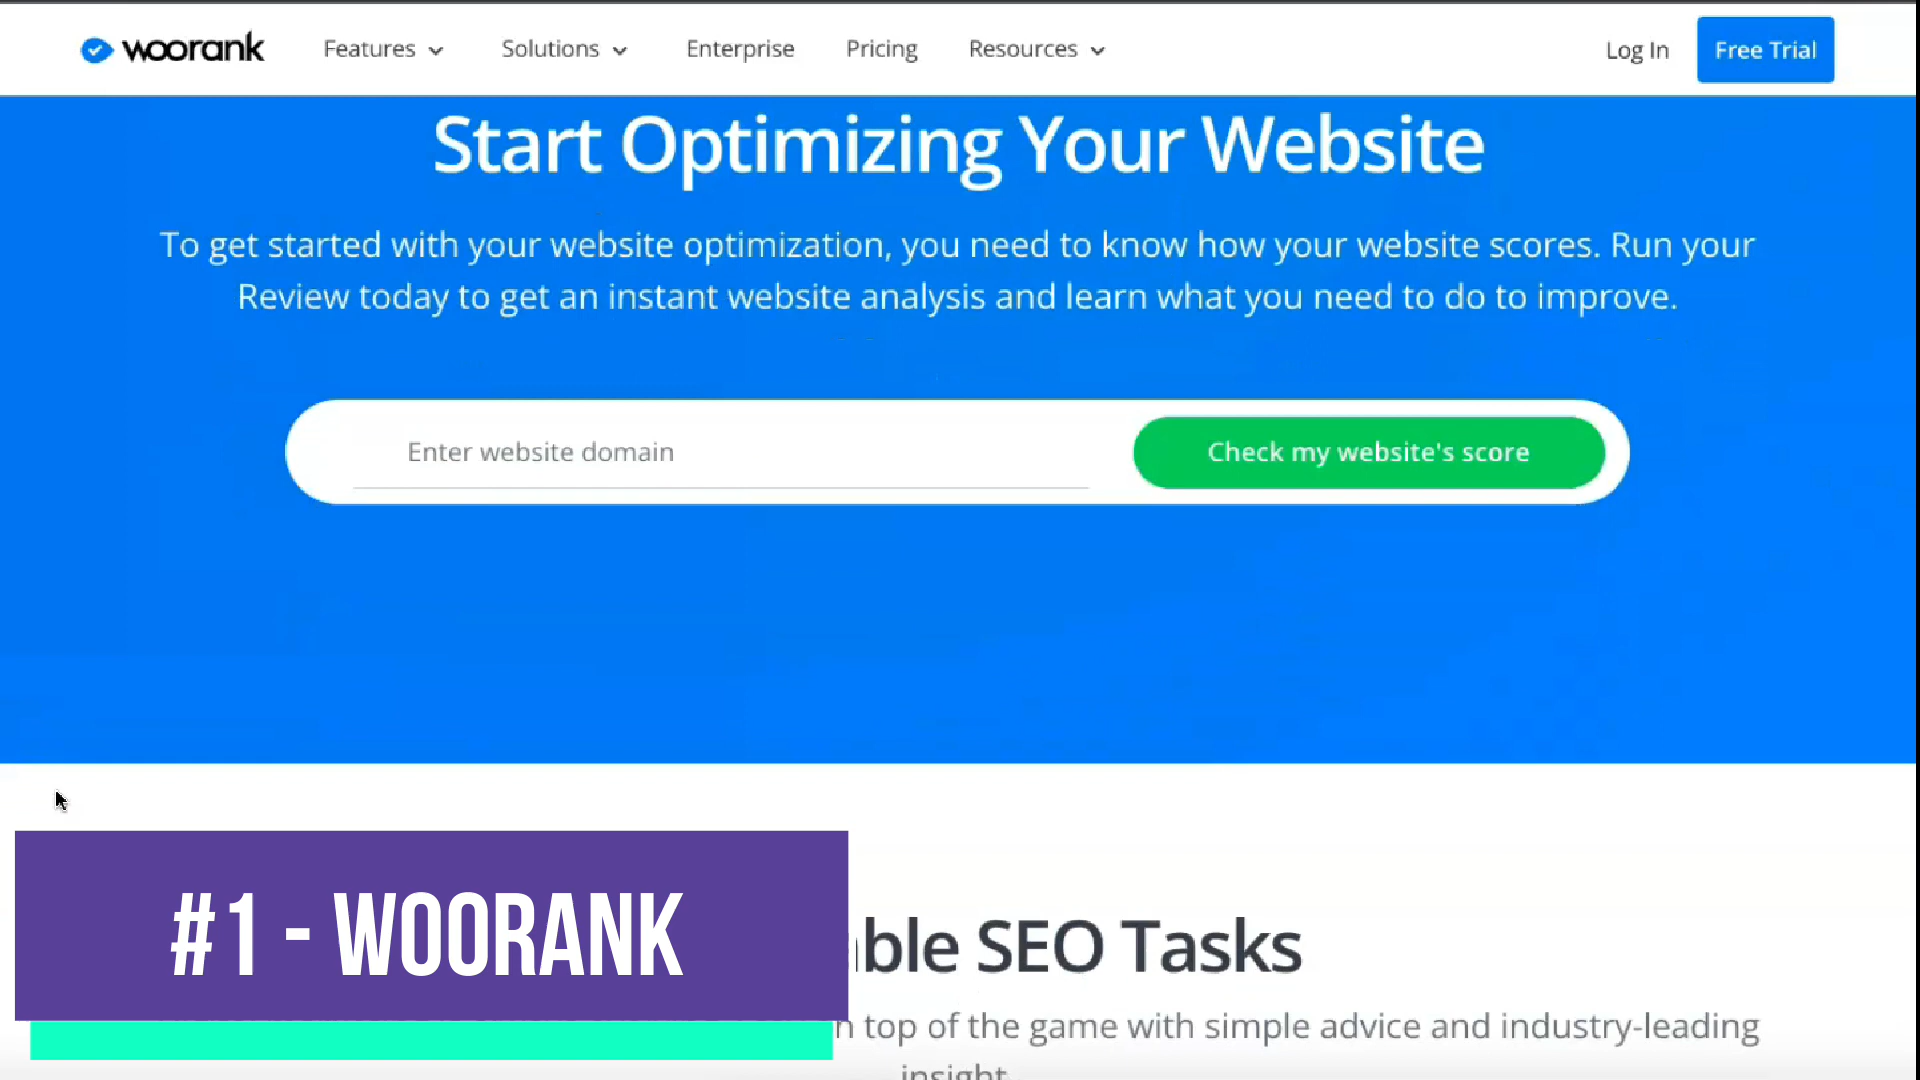 woorank Features Solutions Enterprise Pricing Resources Log In Free Trial
Start Optimizing Your Website
To get started with your website optimization, you need to know how your website scores. Run your
Review today to get an instant website analysis and learn what you need to do to improve.
Enter website domain Check my website's score
#1 - WOORANK
able SEO Tasks
n top of the game with simple advice and industry-leading
insight